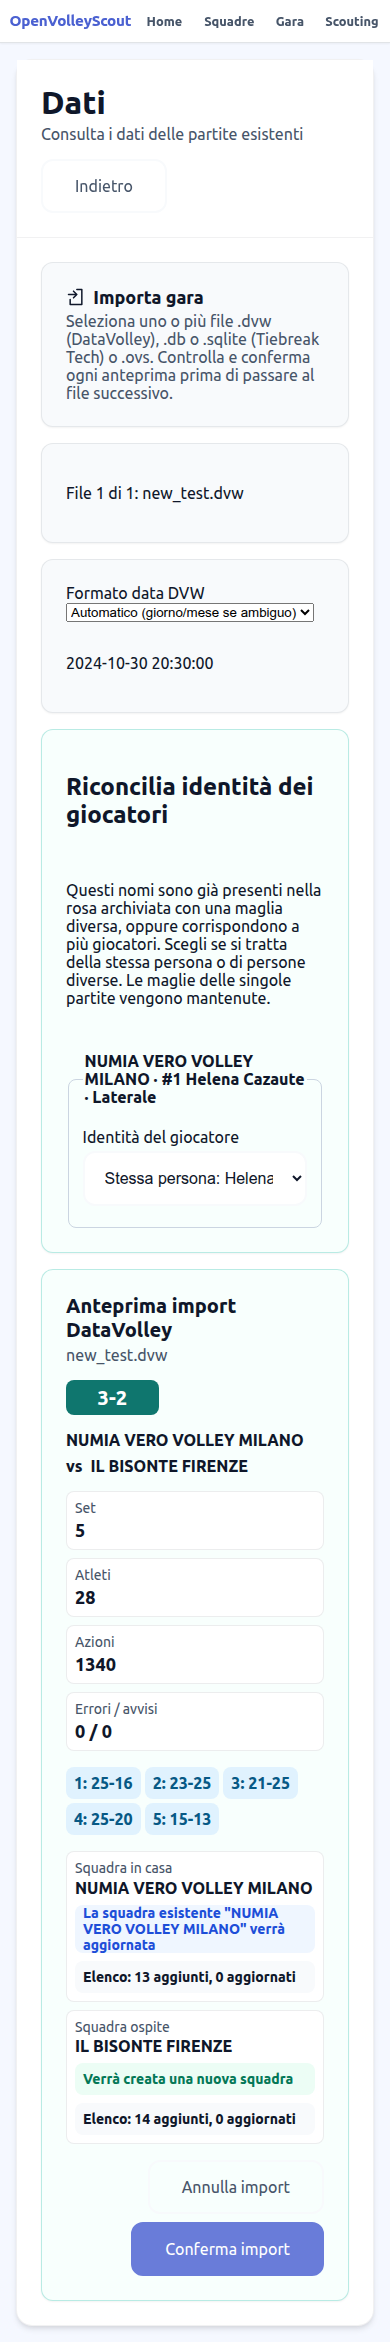 OpenVolleyScout Home Squadre Gara Scouting
Dati
Consulta i dati delle partite esistenti
Indietro
Importa gara
Seleziona uno o più file .dvw
(DataVolley), .db o .sqlite (Tiebreak
Tech) o .ovs. Controlla e conferma
ogni anteprima prima di passare al
file successivo.
File 1 di 1: new_test.dvw
Formato data DVW
Automatico (giorno/mese se ambiguo)
2024-10-30 20:30:00
Riconcilia identità dei
giocatori
Questi nomi sono già presenti nella
rosa archiviata con una maglia
diversa, oppure corrispondono a
più giocatori. Scegli se si tratta
della stessa persona o di persone
diverse. Le maglie delle singole
partite vengono mantenute.
NUMIA VERO VOLLEY
MILANO · #1 Helena Cazaute
· Laterale
Identità del giocatore
Stessa persona: Helena
Anteprima import
DataVolley
new_test.dvw
3-2
NUMIA VERO VOLLEY MILANO
vs IL BISONTE FIRENZE
Set
5
Atleti
28
Azioni
1340
Errori / avvisi
0 / 0
1: 25-16 2: 23-25 3: 21-25
4: 25-20 5: 15-13
Squadra in casa
NUMIA VERO VOLLEY MILANO
La squadra esistente "NUMIA
VERO VOLLEY MILANO" verrà
aggiornata
Elenco: 13 aggiunti, 0 aggiornati
Squadra ospite
IL BISONTE FIRENZE
Verrà creata una nuova squadra
Elenco: 14 aggiunti, 0 aggiornati
Annulla import
Conferma import